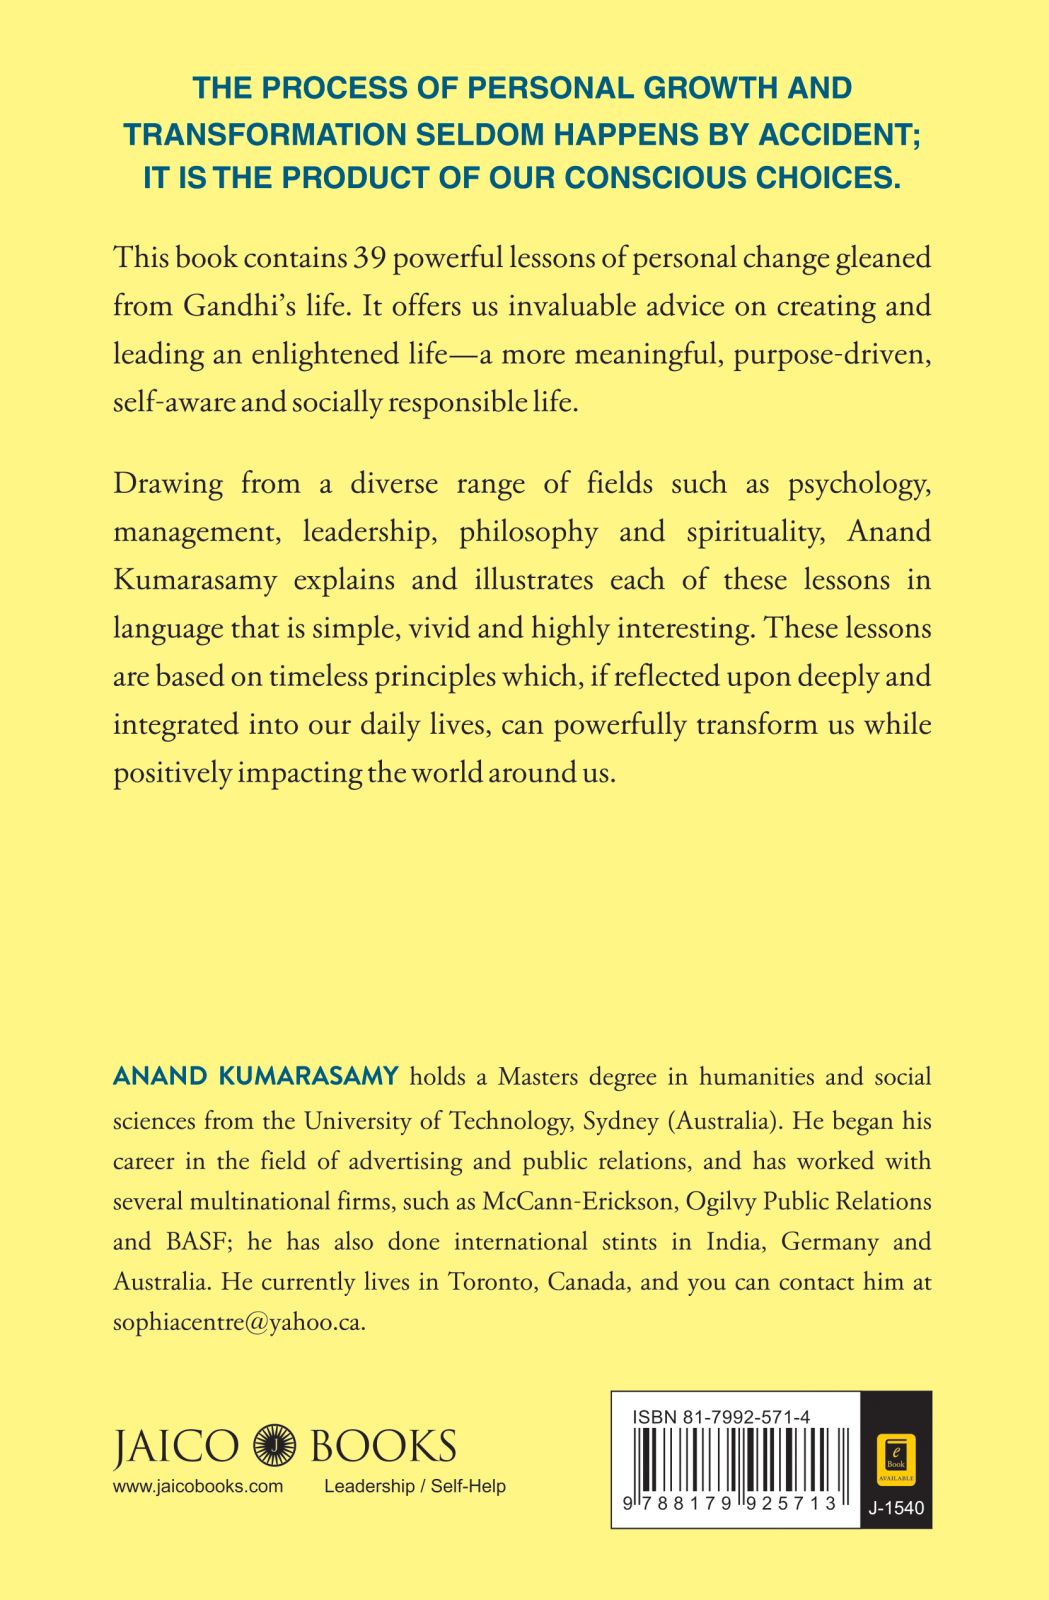 THE PROCESS OF PERSONAL GROWTH AND
TRANSFORMATION SELDOM HAPPENS BY ACCIDENT;
IT IS THE PRODUCT OF OUR CONSCIOUS CHOICES.
This book contains 39 powerful lessons of personal change gleaned
from Gandhi's life. It offers us invaluable advice on creating and
leading an enlightened life—a more meaningful, purpose-driven,
self-aware and socially responsible life.
Drawing from a diverse range of fields such as psychology,
management, leadership, philosophy and spirituality, Anand
Kumarasamy explains and illustrates each of these lessons in
language that is simple, vivid and highly interesting. These lessons
are based on timeless principles which, if reflected upon deeply and
integrated into our daily lives, can powerfully transform us while
positively impacting the world around us.
ANAND KUMARASAMY holds a Masters degree in humanities and social
sciences from the University of Technology, Sydney (Australia). He began his
career in the field of advertising and public relations, and has worked with
several multinational firms, such as McCann-Erickson, Ogilvy Public Relations
and BASF; he has also done international stints in India, Germany and
Australia. He currently lives in Toronto, Canada, and you can contact him at
sophiacentre@yahoo.ca.
JAICO J BOOKS
www.jaicobooks.com Leadership / Self-Help
ISBN 81-7992-571-4
9 788179 925713
e
Book
AVAILABLE
J-1540